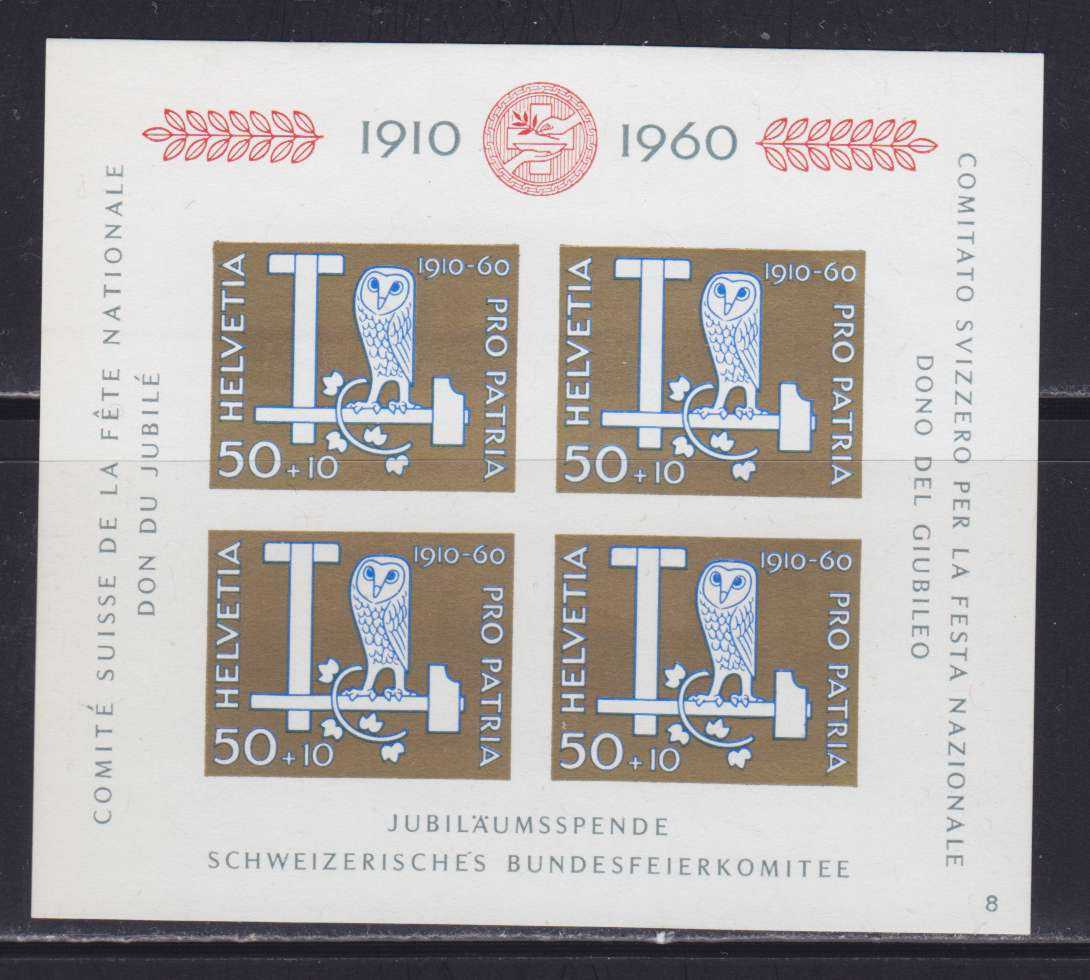 1910 1960
COMITÉ SUISSE DE LA FÊTE NATIONALE
DON DU JUBILÉ
HELVETIA
1910-60
PRO PATRIA
50+10
HELVETIA
1910-60
PRO PATRIA
50+10
HELVETIA
1910-60
PRO PATRIA
50+10
HELVETIA
1910-60
PRO PATRIA
50+10
COMITATO SVIZZERO PER LA FESTA NAZIONALE
DONO DEL GIUBILEO
JUBILÄUMSSPENDE
SCHWEIZERISCHES BUNDESFEIERKOMITEE
8